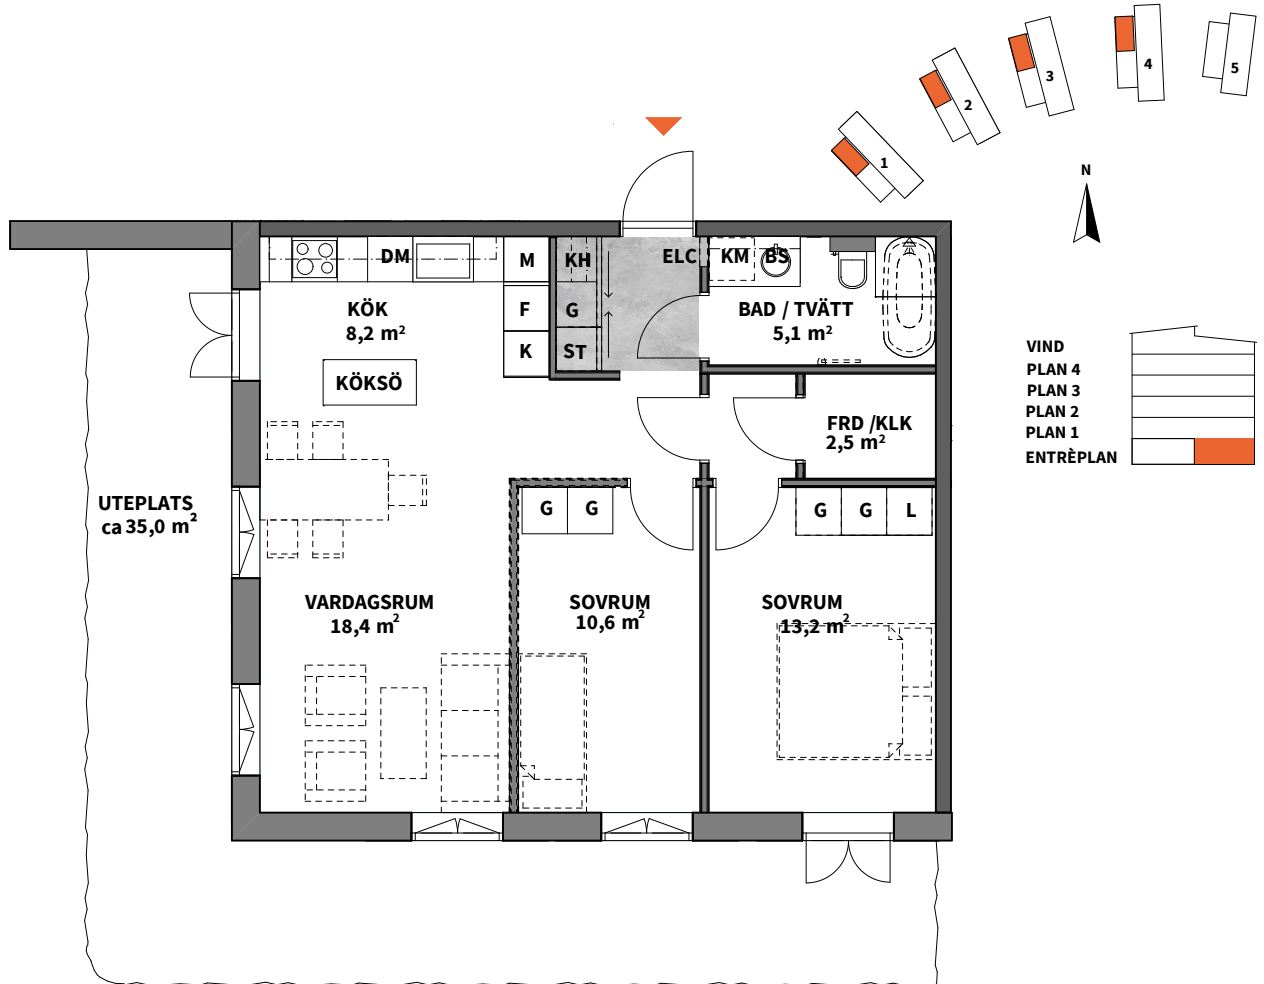 1
2
3
4
5
N
DM
M
KH
ELC
KM
BS
KÖK
8,2 m²
F
G
BAD / TVÄTT
5,1 m²
K
ST
KÖKSÖ
FRD /KLK
2,5 m²
VIND
PLAN 4
PLAN 3
PLAN 2
PLAN 1
ENTRÈPLAN
UTEPLATS
ca 35,0 m²
G
G
G
G
L
VARDAGSRUM
18,4 m²
SOVRUM
10,6 m²
SOVRUM
13,2 m²